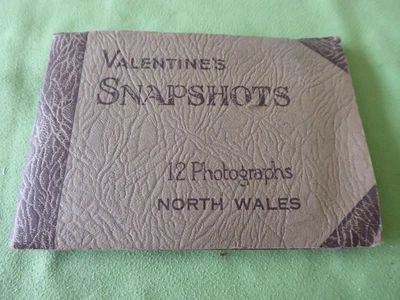 VALENTINE'S
SNAPSHOTS
12 Photographs
NORTH WALES